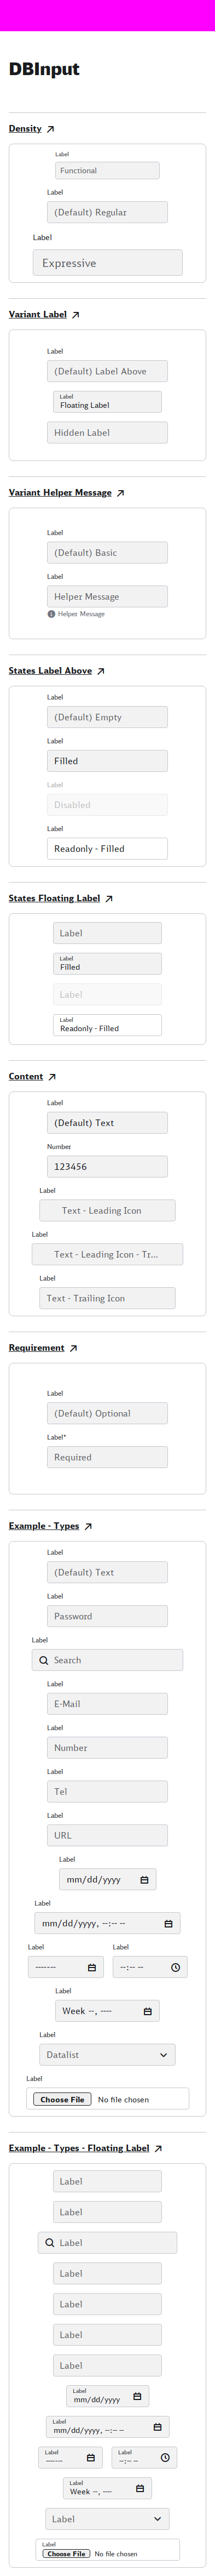 DBInput
Density
Label
Functional
Label
(Default) Regular
Label
Expressive
Variant Label
Label
(Default) Label Above
Label
Floating Label
Hidden Label
Variant Helper Message
Label
(Default) Basic
Label
Helper Message
Helper Message
States Label Above
Label
(Default) Empty
Label
Filled
Label
Disabled
Label
Readonly - Filled
States Floating Label
Label
Label
Filled
Label
Label
Readonly - Filled
Content
Label
(Default) Text
Number
123456
Label
Text - Leading Icon
Label
Text - Leading Icon - Tr...
Label
Text - Trailing Icon
Requirement
Label
(Default) Optional
Label*
Required
Example - Types
Label
(Default) Text
Label
Password
Label
Search
Label
E-Mail
Label
Number
Label
Tel
Label
URL
Label
mm/dd/yyyy
Label
mm/dd/yyyy, --:-- --
Label Label
------- --:-- --
Label
Week --, ----
Label
Datalist
Label
Choose File No file chosen
Example - Types - Floating Label
Label
Label
Label
Label
Label
Label
Label
Label
mm/dd/yyyy
Label
mm/dd/yyyy, --:-- --
Label Label
------- --:-- --
Label
Week --, ----
Label
Label
Choose File No file chosen